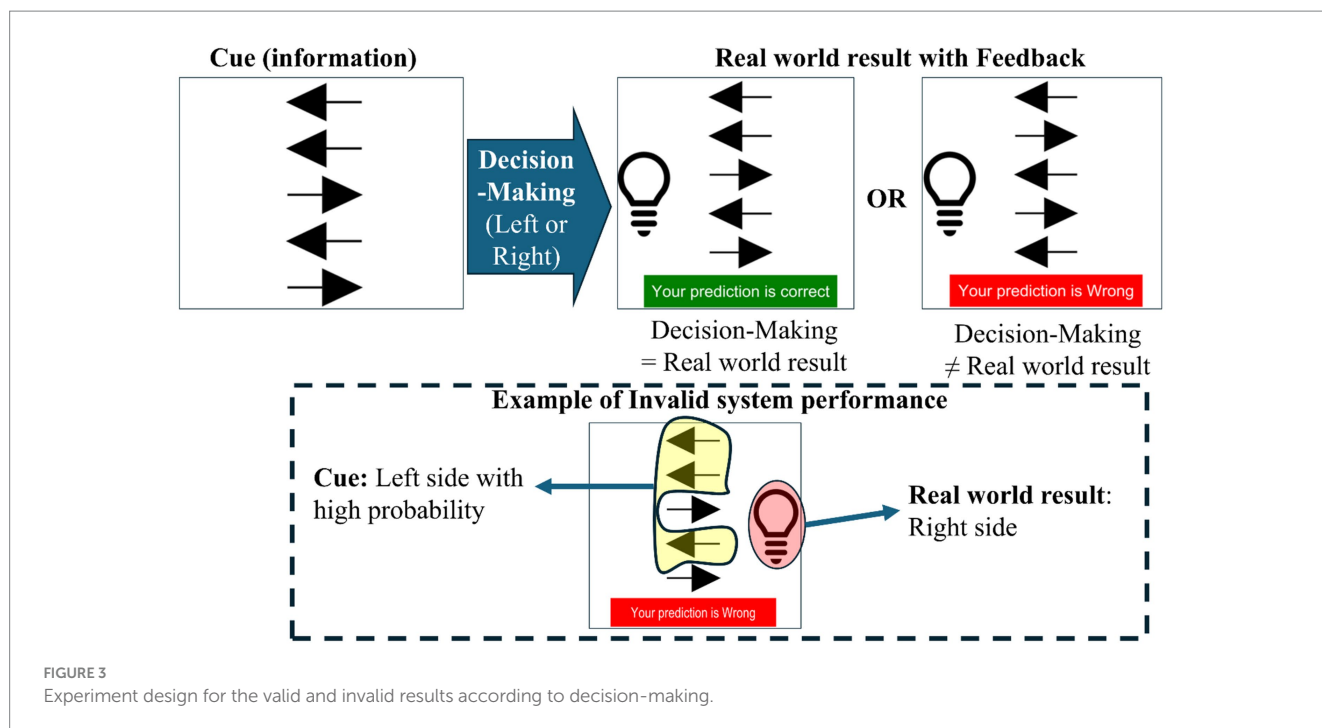 Cue (information)
Real world result with Feedback
Decision
-Making
(Left or
Right)
OR
Your prediction is correct
Your prediction is Wrong
Decision-Making
= Real world result
Decision-Making
≠ Real world result
Example of Invalid system performance
Cue: Left side with
high probability
Real world result:
Right side
Your prediction is Wrong
FIGURE 3
Experiment design for the valid and invalid results according to decision-making.